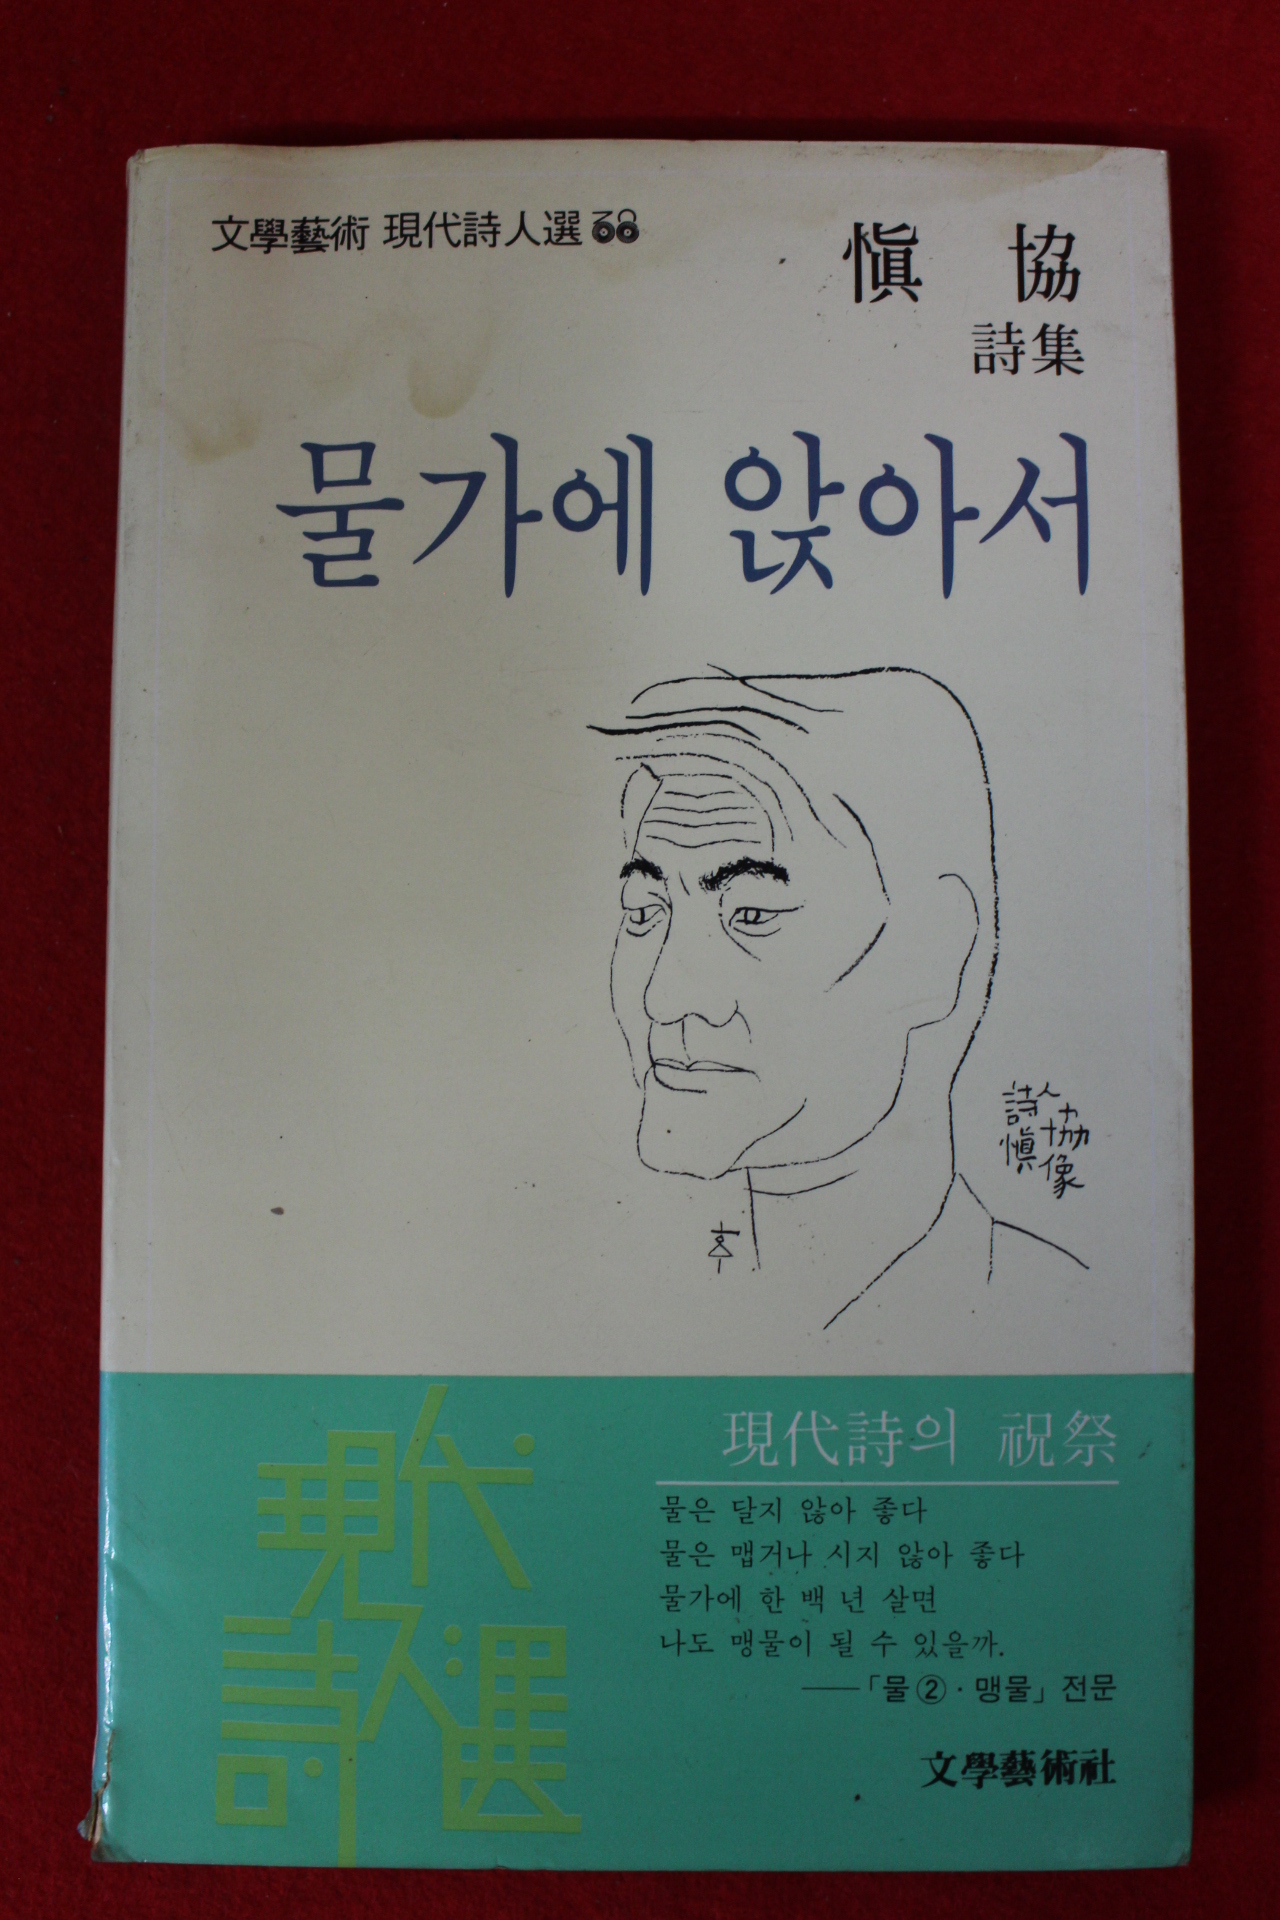 文學藝術 現代詩人選
愼 協
詩集
물가에 앉아서
詩人
愼協
像
훈
現代
詩人選
現代詩의 祝祭
물은 달지 않아 좋다
물은 맵거나 시지 않아 좋다
물가에 한 백 년 살면
나도 맹물이 될 수 있을까.
──「물 ② · 맹물」 전문
文學藝術社